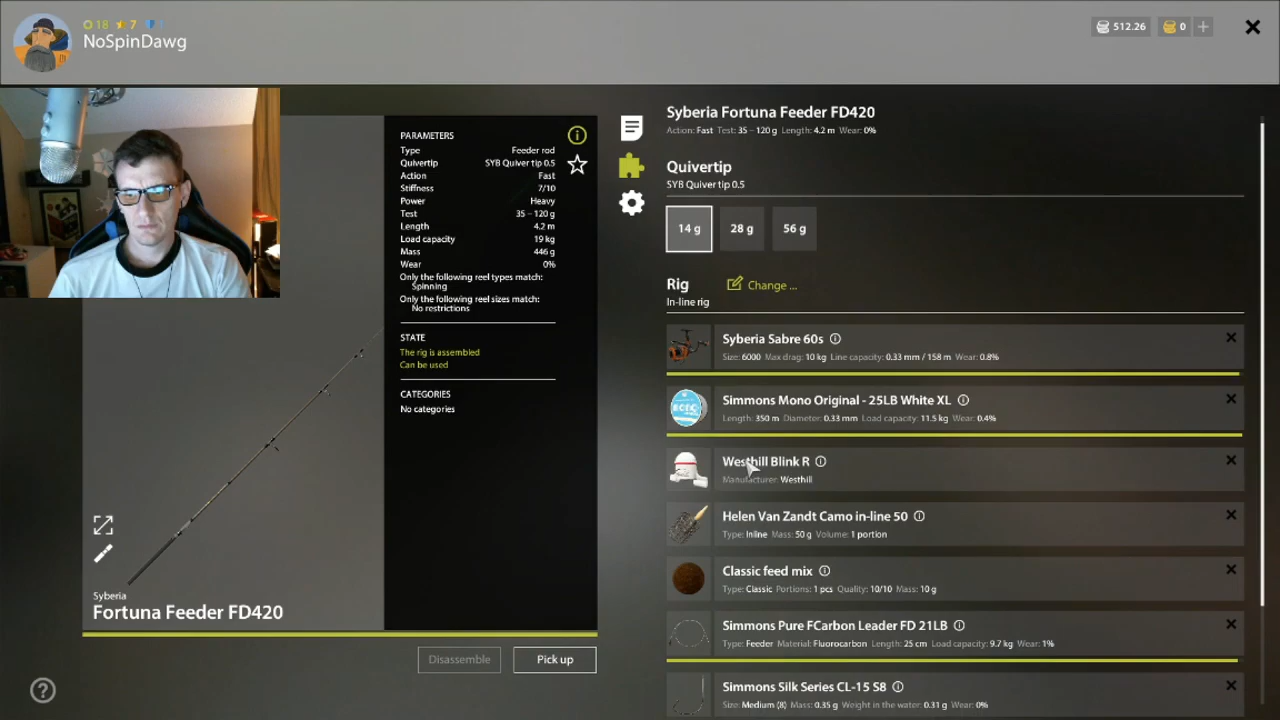 18 7 1
NoSpinDawg
512.26
0
PARAMETERS
Type Feeder rod
Quivertip SYB Quiver tip 0.5
Action Fast
Stiffness 7/10
Power Heavy
Test 35 – 120 g
Length 4.2 m
Load capacity 19 kg
Mass 446 g
Wear 0%
Only the following reel types match:
Spinning
Only the following reel sizes match:
No restrictions
STATE
The rig is assembled
Can be used
CATEGORIES
No categories
Syberia
Fortuna Feeder FD420
Disassemble
Pick up
Syberia Fortuna Feeder FD420
Action: Fast Test: 35 – 120 g Length: 4.2 m Wear: 0%
Quivertip
SYB Quiver tip 0.5
14 g
28 g
56 g
Rig Change ...
In-line rig
Syberia Sabre 60s
Size: 6000 Max drag: 10 kg Line capacity: 0.33 mm / 158 m Wear: 0.8%
Simmons Mono Original - 25LB White XL
Length: 350 m Diameter: 0.33 mm Load capacity: 11.5 kg Wear: 0.4%
Westhill Blink R
Manufacturer: Westhill
Helen Van Zandt Camo in-line 50
Type: Inline Mass: 50 g Volume: 1 portion
Classic feed mix
Type: Classic Portions: 1 pcs Quality: 10/10 Mass: 10 g
Simmons Pure FCarbon Leader FD 21LB
Type: Feeder Material: Fluorocarbon Length: 25 cm Load capacity: 9.7 kg Wear: 1%
Simmons Silk Series CL-15 S8
Size: Medium (8) Mass: 0.35 g Weight in the water: 0.31 g Wear: 0%